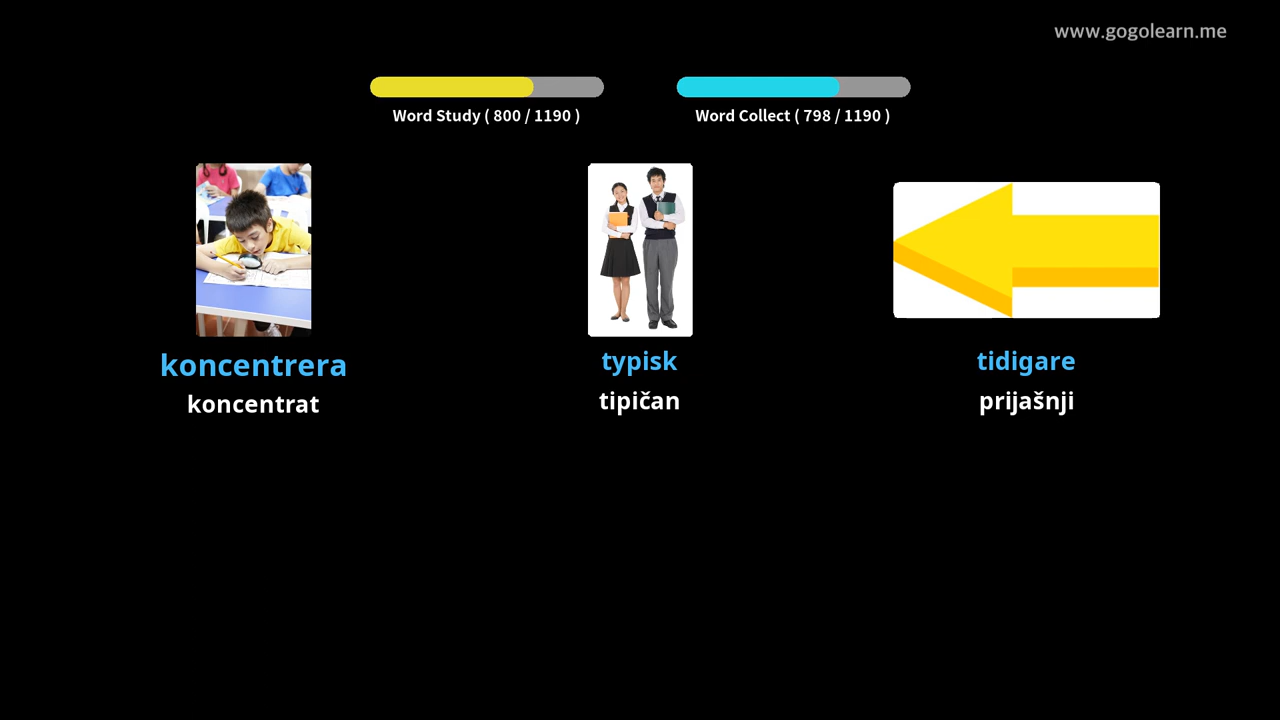 www.gogolearn.me
Word Study ( 800 / 1190 )
Word Collect ( 798 / 1190 )
koncentrera
koncentrat
typisk
tipičan
tidigare
prijašnji